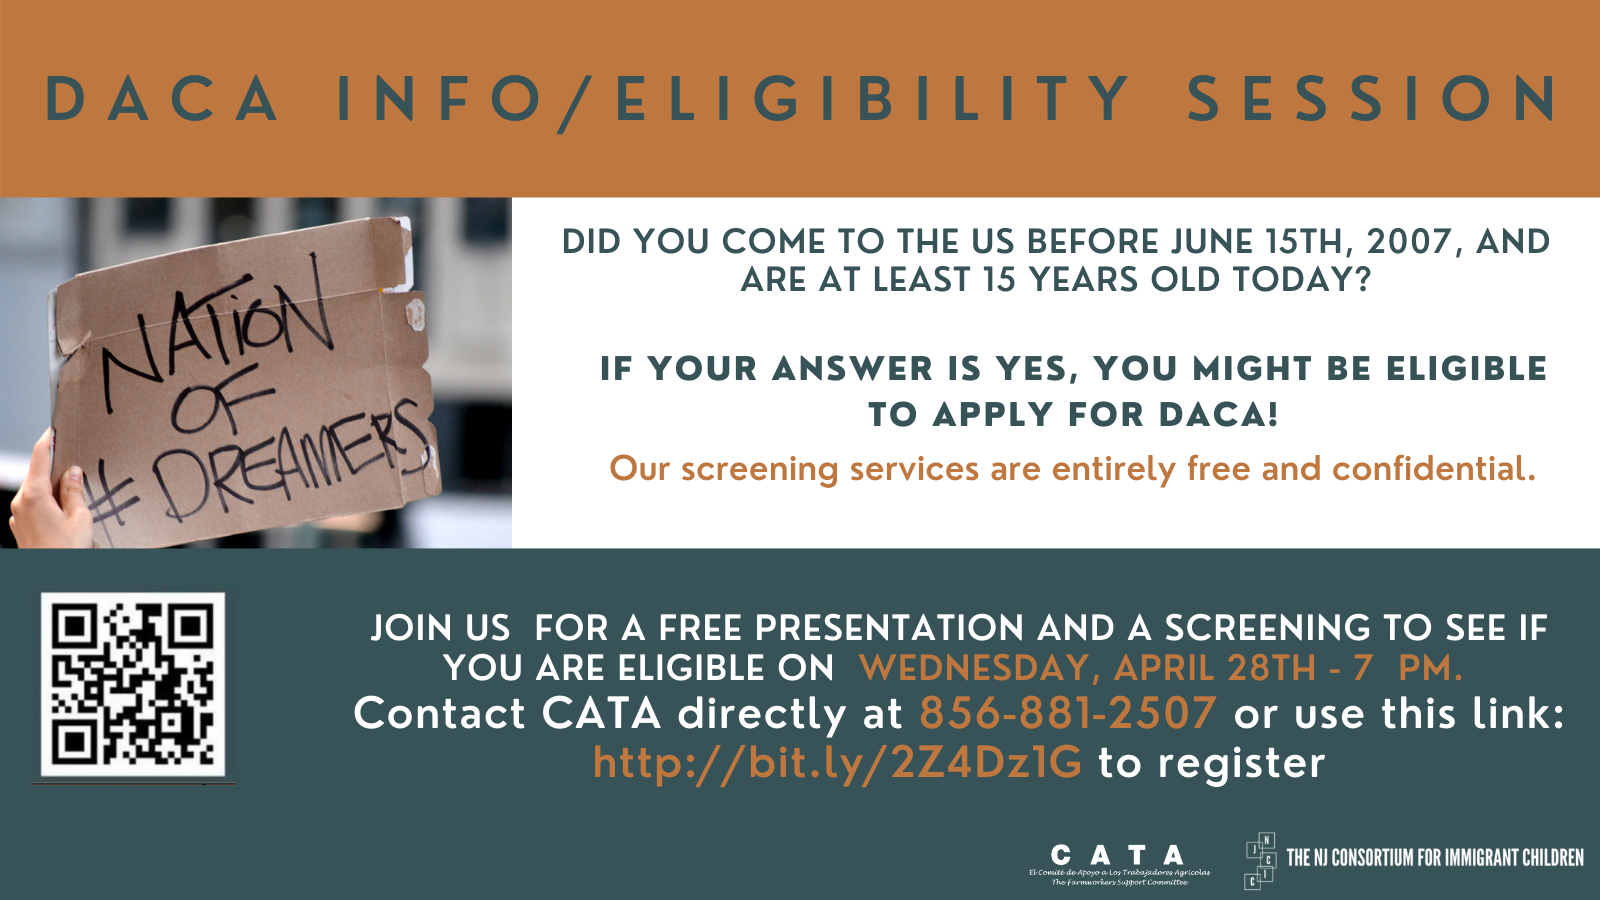 DACA INFO/ELIGIBILITY SESSION
NATION
OF
# DREAMERS
DID YOU COME TO THE US BEFORE JUNE 15TH, 2007, AND
ARE AT LEAST 15 YEARS OLD TODAY?
IF YOUR ANSWER IS YES, YOU MIGHT BE ELIGIBLE
TO APPLY FOR DACA!
Our screening services are entirely free and confidential.
JOIN US FOR A FREE PRESENTATION AND A SCREENING TO SEE IF
YOU ARE ELIGIBLE ON WEDNESDAY, APRIL 28TH - 7 PM.
Contact CATA directly at 856-881-2507 or use this link:
http://bit.ly/2Z4Dz1G to register
CATA
El Comité de Apoyo a Los Trabajadores Agrícolas
The Farmworkers Support Committee
N
J
C
I
C
THE NJ CONSORTIUM FOR IMMIGRANT CHILDREN